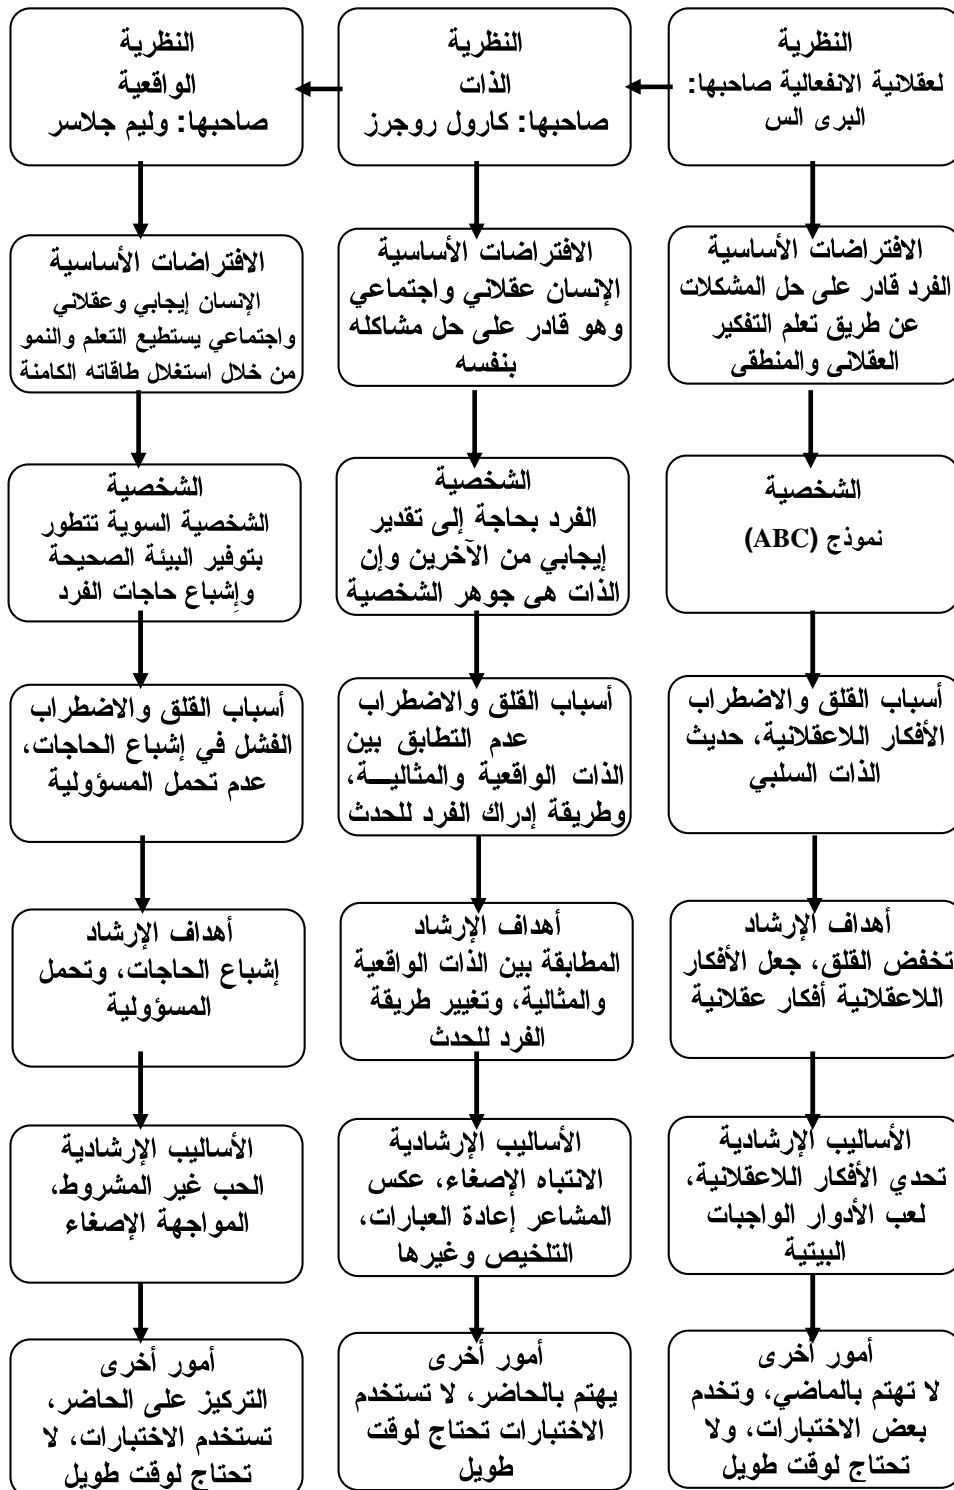 النظرية
لعقلانية الانفعالية صاحبها:
البرى الس
النظرية
الذات
صاحبها: كارول روجرز
النظرية
الواقعية
صاحبها: وليم جلاسر
الافتراضات الأساسية
الفرد قادر على حل المشكلات
عن طريق تعلم التفكير
العقلانى والمنطقى
الافتراضات الأساسية
الإنسان عقلاني واجتماعي
وهو قادر على حل مشاكله
بنفسه
الافتراضات الأساسية
الإنسان إيجابي وعقلاني
واجتماعي يستطيع التعلم والنمو
من خلال استغلال طاقاته الكامنة
الشخصية
نموذج (ABC)
الشخصية
الفرد بحاجة إلى تقدير
إيجابي من الآخرين وإن
الذات هى جوهر الشخصية
الشخصية
الشخصية السوية تتطور
بتوفير البيئة الصحيحة
وإشباع حاجات الفرد
أسباب القلق والاضطراب
الأفكار اللاعقلانية، حديث
الذات السلبي
أسباب القلق والاضطراب
عدم التطابق بين
الذات الواقعية والمثاليـــة،
وطريقة إدراك الفرد للحدث
أسباب القلق والاضطراب
الفشل في إشباع الحاجات،
عدم تحمل المسؤولية
أهداف الإرشاد
تخفض القلق، جعل الأفكار
اللاعقلانية أفكار عقلانية
أهداف الإرشاد
المطابقة بين الذات الواقعية
والمثالية، وتغيير طريقة
الفرد للحدث
أهداف الإرشاد
إشباع الحاجات، وتحمل
المسؤولية
الأساليب الإرشادية
تحدي الأفكار اللاعقلانية،
لعب الأدوار الواجبات
البيتية
الأساليب الإرشادية
الانتباه الإصغاء، عكس
المشاعر إعادة العبارات،
التلخيص وغيرها
الأساليب الإرشادية
الحب غير المشروط،
المواجهة الإصغاء
أمور أخرى
لا تهتم بالماضي، وتخدم
بعض الاختبارات، ولا
تحتاج لوقت طويل
أمور أخرى
يهتم بالحاضر، لا تستخدم
الاختبارات تحتاج لوقت
طويل
أمور أخرى
التركيز على الحاضر،
تستخدم الاختبارات، لا
تحتاج لوقت طويل